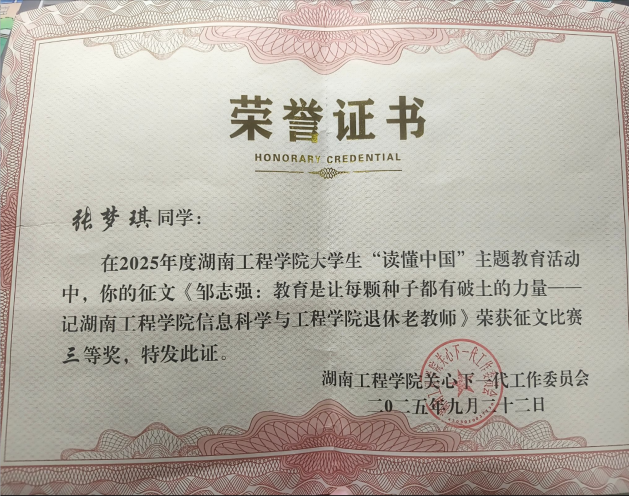 荣誉证书
HONORARY CREDENTIAL
张梦琪同学：
在2025年度湖南工程学院大学生“读懂中国”主题教育活动
中，你的征文《邹志强：教育是让每颗种子都有破土的力量——
记湖南工程学院信息科学与工程学院退休老教师》荣获征文比赛
三等奖，特发此证。
湖南工程学院关心下一代工作委员会
二〇二五年九月二十二日